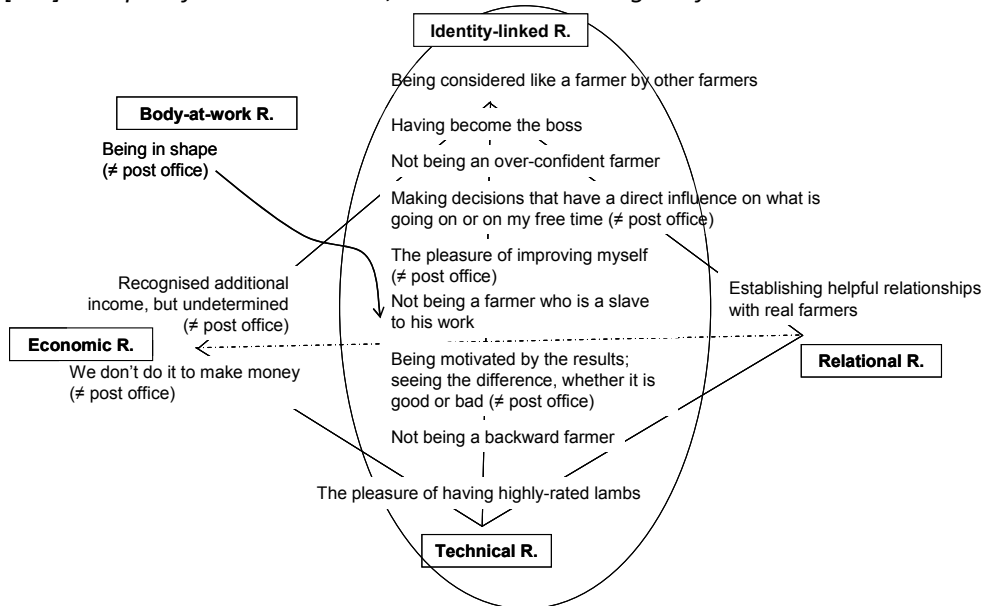 Identity-linked R.
Being considered like a farmer by other farmers
Body-at-work R.
Having become the boss
Being in shape
(≠ post office)
Not being an over-confident farmer
Making decisions that have a direct influence on what is
going on or on my free time (≠ post office)
The pleasure of improving myself
(≠ post office)
Recognised additional
income, but undetermined
(≠ post office)
Not being a farmer who is a slave
to his work
Establishing helpful relationships
with real farmers
Economic R.
Relational R.
We don’t do it to make money
(≠ post office)
Being motivated by the results;
seeing the difference, whether it is
good or bad (≠ post office)
Not being a backward farmer
The pleasure of having highly-rated lambs
Technical R.